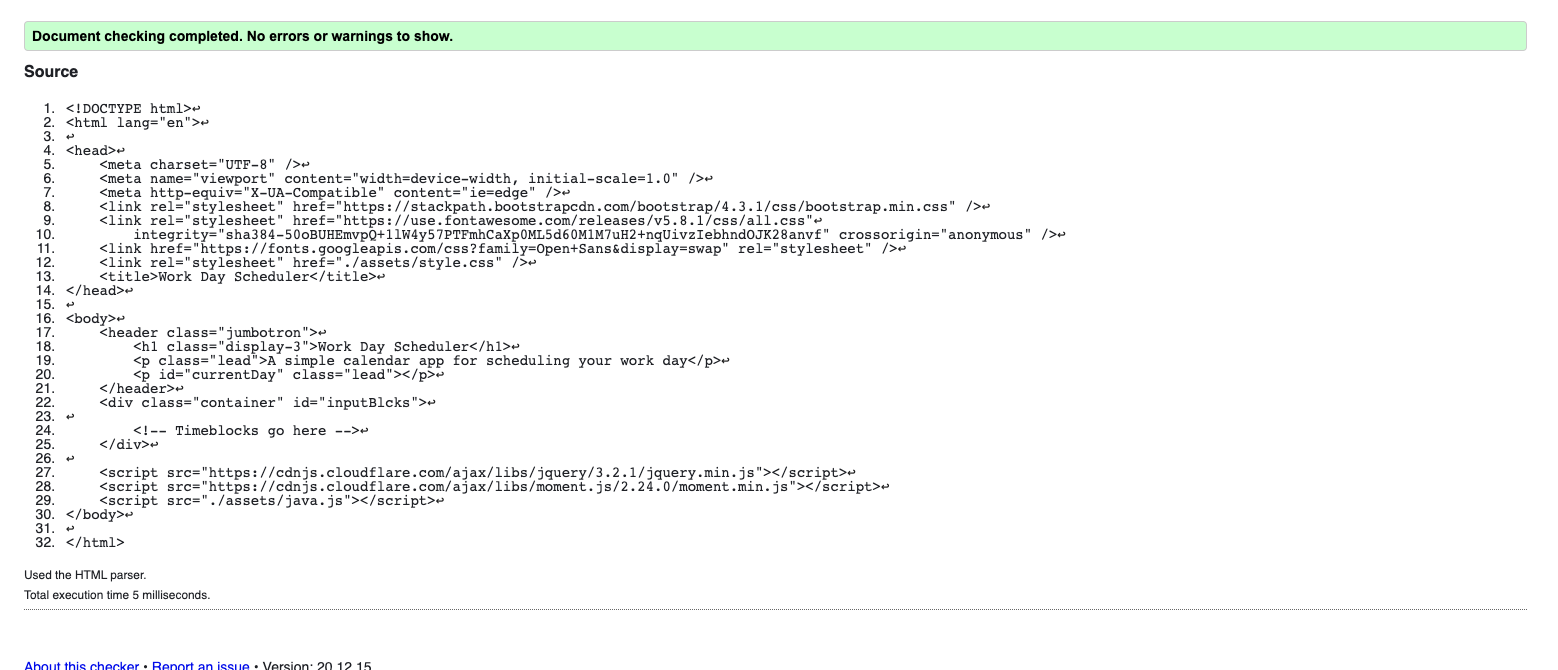 Document checking completed. No errors or warnings to show.
Source
1. <!DOCTYPE html>↩
2. <html lang="en">↩
3. ↩
4. <head>↩
5.     <meta charset="UTF-8" />↩
6.     <meta name="viewport" content="width=device-width, initial-scale=1.0" />↩
7.     <meta http-equiv="X-UA-Compatible" content="ie=edge" />↩
8.     <link rel="stylesheet" href="https://stackpath.bootstrapcdn.com/bootstrap/4.3.1/css/bootstrap.min.css" />↩
9.     <link rel="stylesheet" href="https://use.fontawesome.com/releases/v5.8.1/css/all.css"↩
10.         integrity="sha384-50oBUHEmvpQ+1lW4y57PTFmhCaXp0ML5d60M1M7uH2+nqUivzIebhndOJK28anvf" crossorigin="anonymous" />↩
11.     <link href="https://fonts.googleapis.com/css?family=Open+Sans&display=swap" rel="stylesheet" />↩
12.     <link rel="stylesheet" href="./assets/style.css" />↩
13.     <title>Work Day Scheduler</title>↩
14. </head>↩
15. ↩
16. <body>↩
17.     <header class="jumbotron">↩
18.         <h1 class="display-3">Work Day Scheduler</h1>↩
19.         <p class="lead">A simple calendar app for scheduling your work day</p>↩
20.         <p id="currentDay" class="lead"></p>↩
21.     </header>↩
22.     <div class="container" id="inputBlcks">↩
23. ↩
24.         <!-- Timeblocks go here -->↩
25.     </div>↩
26. ↩
27.     <script src="https://cdnjs.cloudflare.com/ajax/libs/jquery/3.2.1/jquery.min.js"></script>↩
28.     <script src="https://cdnjs.cloudflare.com/ajax/libs/moment.js/2.24.0/moment.min.js"></script>↩
29.     <script src="./assets/java.js"></script>↩
30. </body>↩
31. ↩
32. </html>
Used the HTML parser.
Total execution time 5 milliseconds.
About this checker • Report an issue • Version: 20.12.15